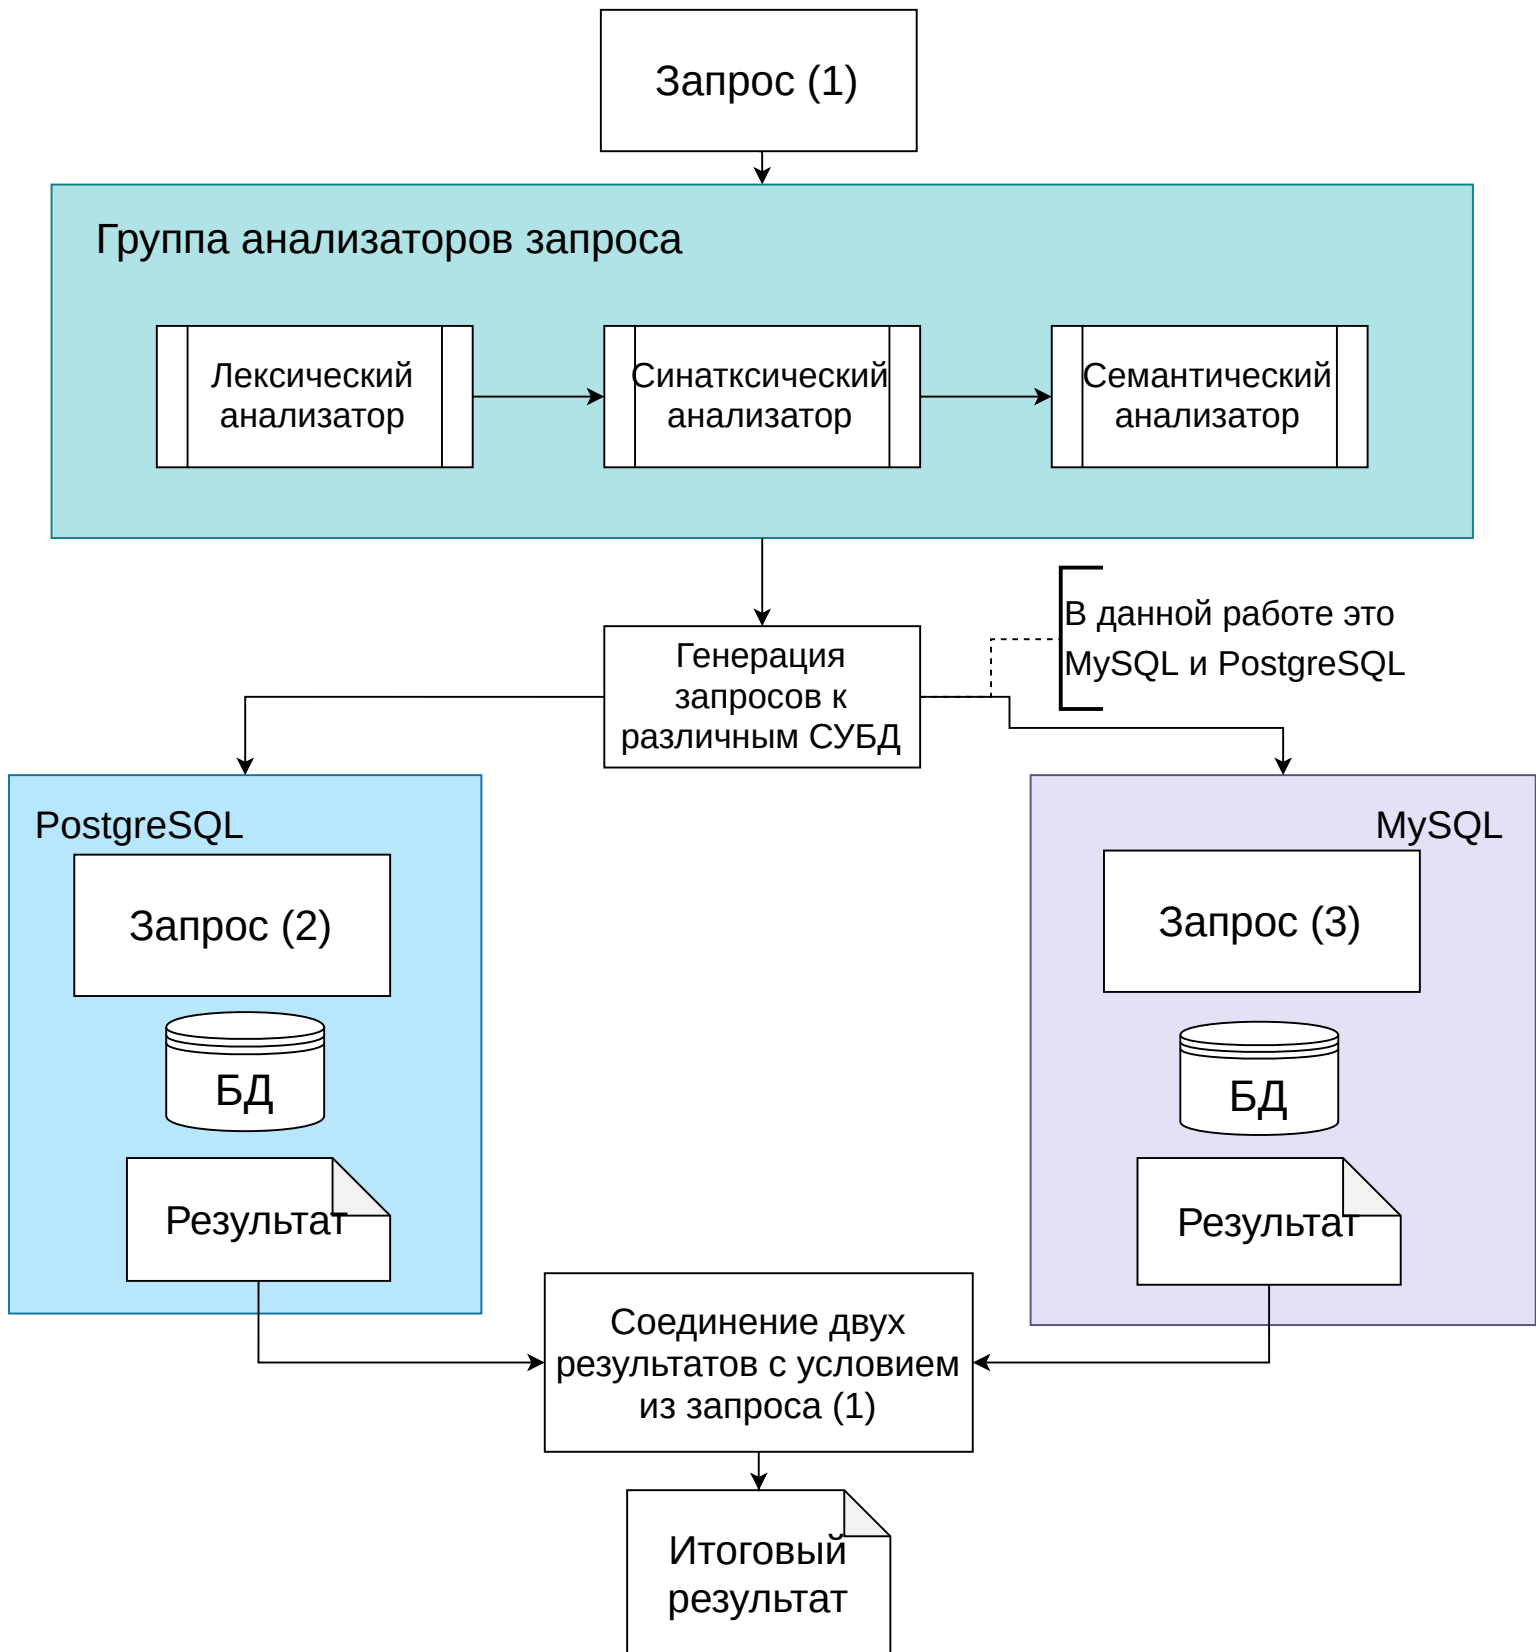 Запрос (1)
Группа анализаторов запроса
Лексический
анализатор
Синатксический
анализатор
Семантический
анализатор
В данной работе это
MySQL и PostgreSQL
Генерация
запросов к
различным СУБД
PostgreSQL
Запрос (2)
БД
Результат
MySQL
Запрос (3)
БД
Результат
Соединение двух
результатов с условием
из запроса (1)
Итоговый
результат